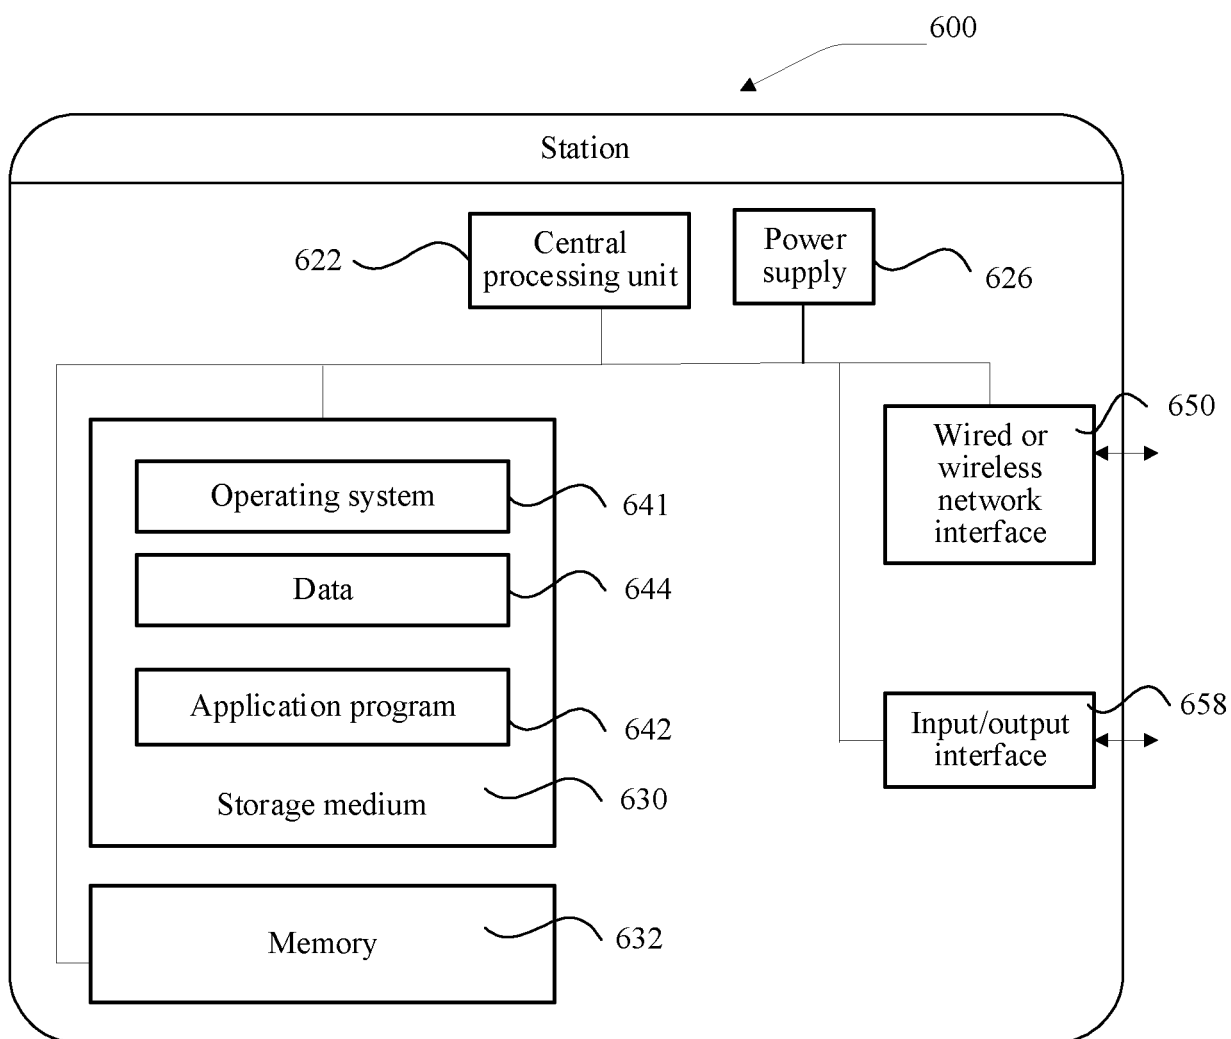 600
Station
622
Central
processing unit
Power
supply
626
650
Wired or
wireless
network
interface
Operating system
641
Data
644
Application program
642
658
Input/output
interface
Storage medium
630
Memory
632